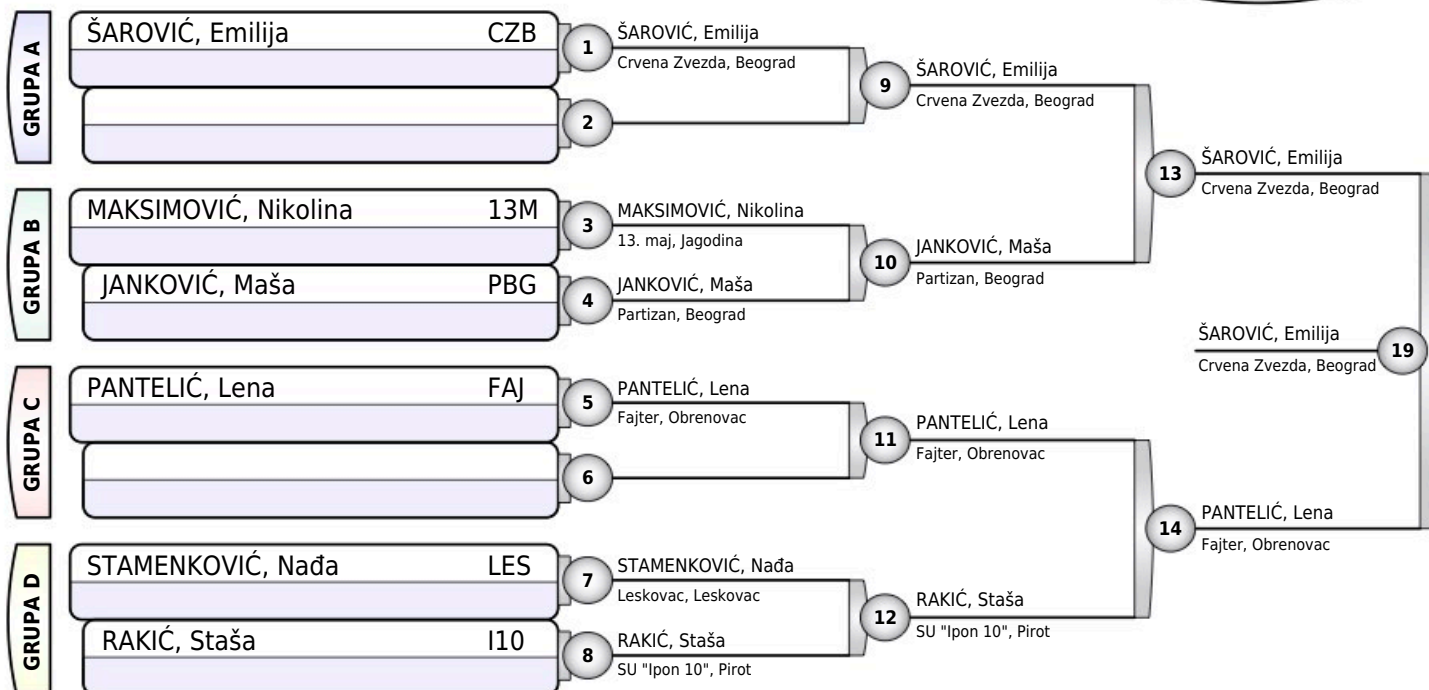 GRUPA A
ŠAROVIĆ, Emilija CZB
1
ŠAROVIĆ, Emilija
Crvena Zvezda, Beograd
2
9
ŠAROVIĆ, Emilija
Crvena Zvezda, Beograd
GRUPA B
MAKSIMOVIĆ, Nikolina 13M
3
MAKSIMOVIĆ, Nikolina
13. maj, Jagodina
JANKOVIĆ, Maša PBG
4
JANKOVIĆ, Maša
Partizan, Beograd
10
JANKOVIĆ, Maša
Partizan, Beograd
13
ŠAROVIĆ, Emilija
Crvena Zvezda, Beograd
ŠAROVIĆ, Emilija
Crvena Zvezda, Beograd
19
GRUPA C
PANTELIĆ, Lena FAJ
5
PANTELIĆ, Lena
Fajter, Obrenovac
6
11
PANTELIĆ, Lena
Fajter, Obrenovac
GRUPA D
STAMENKOVIĆ, Nađa LES
7
STAMENKOVIĆ, Nađa
Leskovac, Leskovac
RAKIĆ, Staša I10
8
RAKIĆ, Staša
SU "Ipon 10", Pirot
12
RAKIĆ, Staša
SU "Ipon 10", Pirot
14
PANTELIĆ, Lena
Fajter, Obrenovac